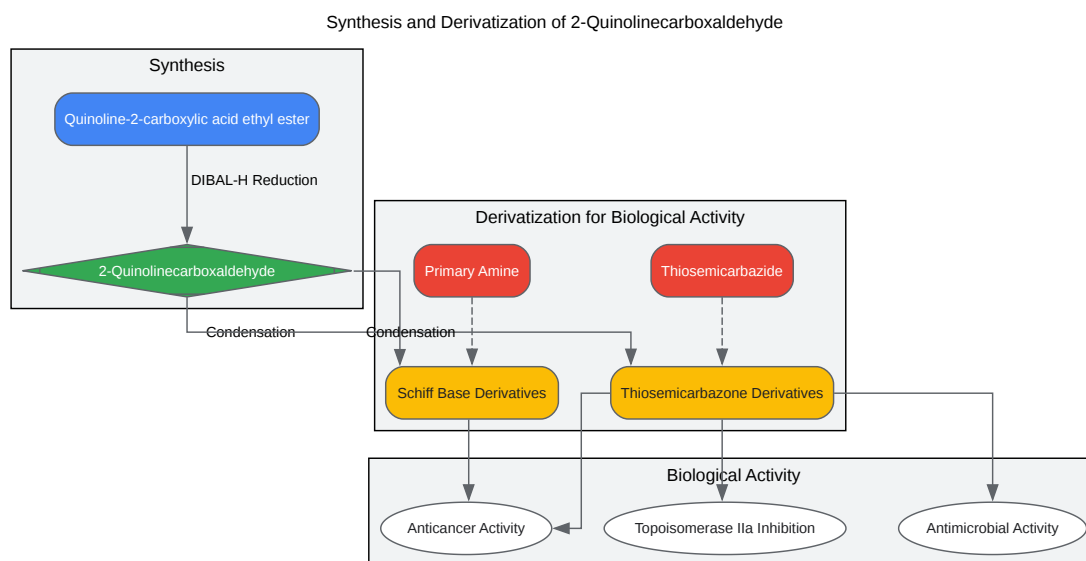 Synthesis and Derivatization of 2-Quinolinecarboxaldehyde
Synthesis
Quinoline-2-carboxylic acid ethyl ester
DIBAL-H Reduction
Derivatization for Biological Activity
2-Quinolinecarboxaldehyde
Primary Amine
Thiosemicarbazide
Condensation
Condensation
Schiff Base Derivatives
Thiosemicarbazone Derivatives
Biological Activity
Anticancer Activity
Topoisomerase IIa Inhibition
Antimicrobial Activity